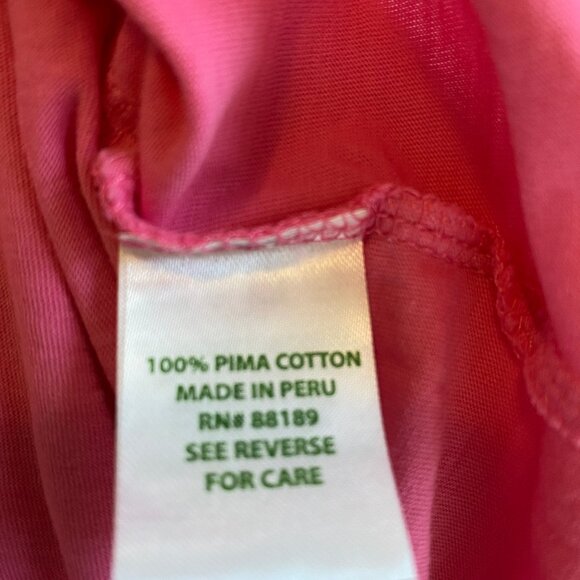 100% PIMA COTTON
MADE IN PERU
RN# 88189
SEE REVERSE
FOR CARE